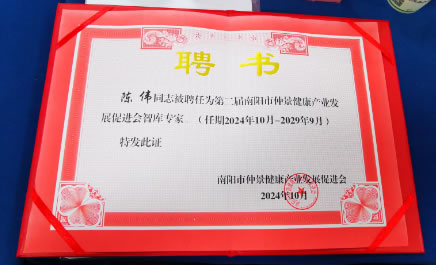 聘书
陈伟同志被聘任为第二届南阳市仲景健康产业发
展促进会智库专家。（任期2024年10月~2029年9月）
特发此证
南阳市仲景健康产业发展促进会
2024年10月